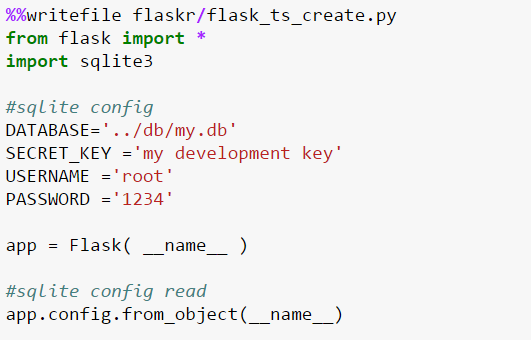 %%writefile flaskr/flask_ts_create.py
from flask import *
import sqlite3
#sqlite config
DATABASE='../db/my.db'
SECRET_KEY ='my development key'
USERNAME ='root'
PASSWORD ='1234'
app = Flask( __name__ )
#sqlite config read
app.config.from_object(__name__)